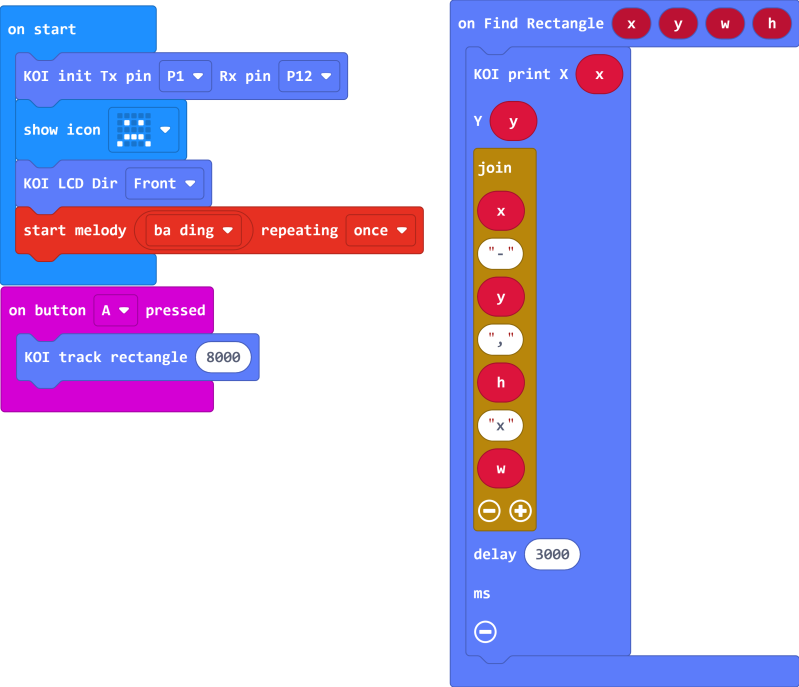 on start
KOI init Tx pin P1 Rx pin P12
show icon
KOI LCD Dir Front
start melody ba ding repeating once
on button A pressed
KOI track rectangle 8000
on Find Rectangle x y w h
KOI print X x
Y y
join
x
"-"
y
","
h
"x"
w
delay 3000
ms